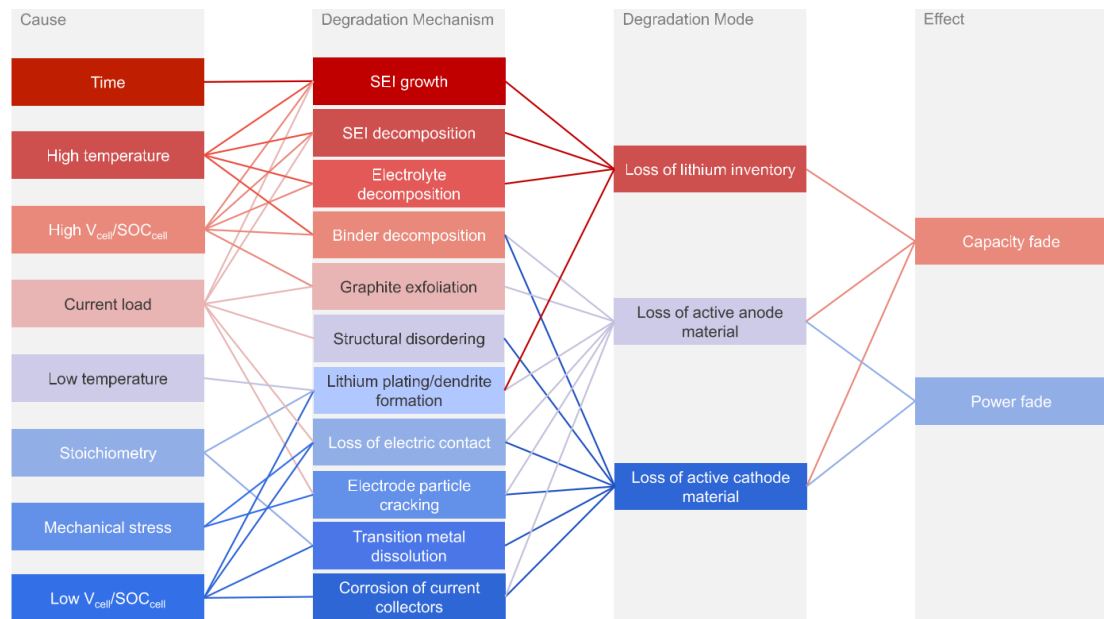 Cause
Degradation Mechanism
Degradation Mode
Effect
Time
High temperature
High Vcell/SOCcell
Current load
Low temperature
Stoichiometry
Mechanical stress
Low Vcell/SOCcell
SEI growth
SEI decomposition
Electrolyte
decomposition
Binder decomposition
Graphite exfoliation
Structural disordering
Lithium plating/dendrite
formation
Loss of electric contact
Electrode particle
cracking
Transition metal
dissolution
Corrosion of current
collectors
Loss of lithium inventory
Loss of active anode
material
Loss of active cathode
material
Capacity fade
Power fade